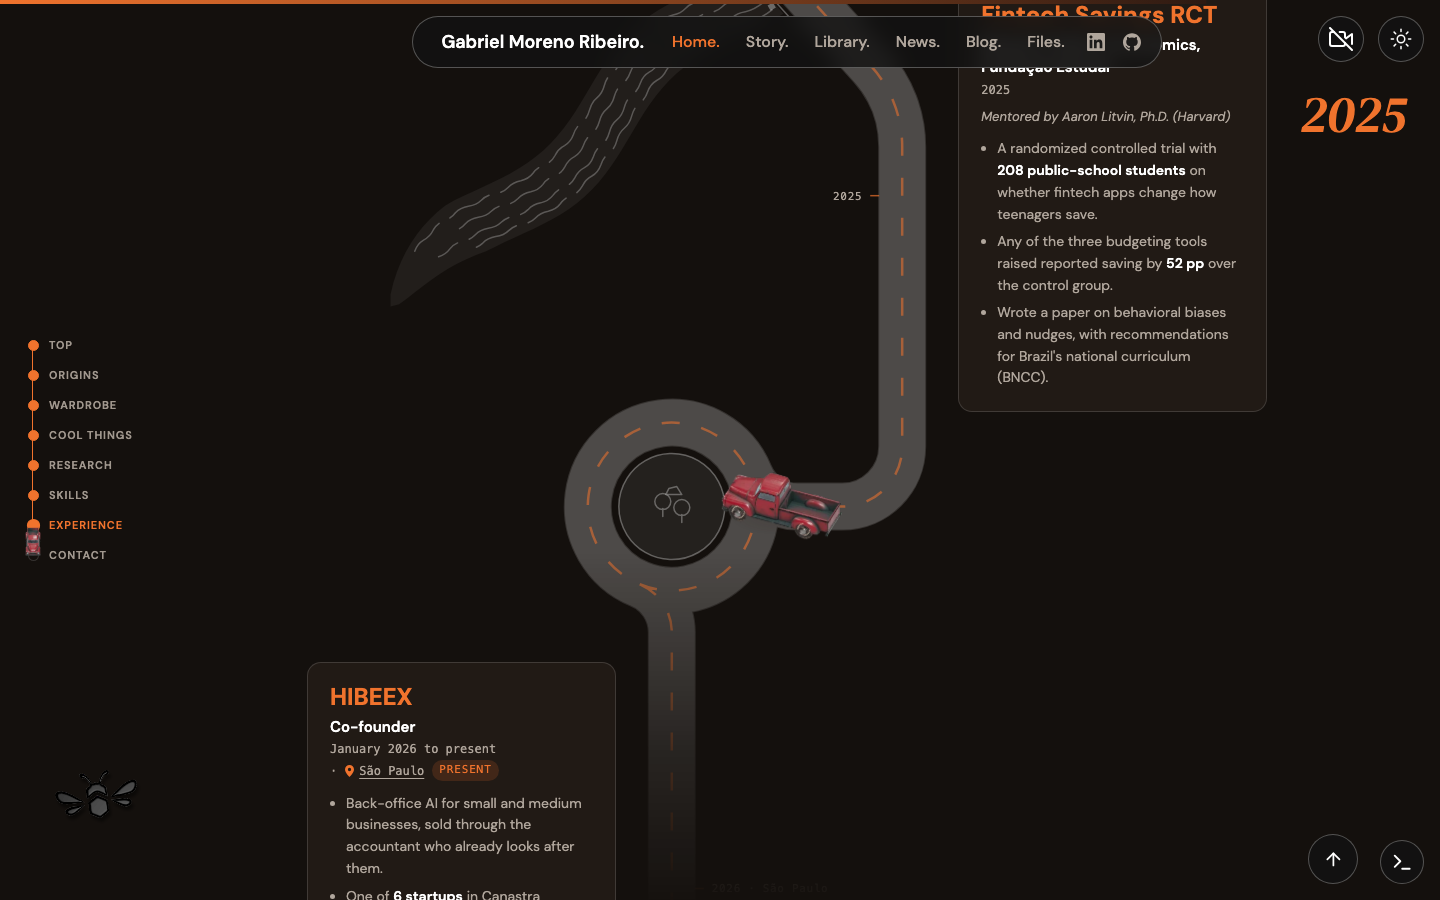 Fintech Savings RCT
Gabriel Moreno Ribeiro. Home. Story. Library. News. Blog. Files.
mics,
Fundação Estudar
2025
Mentored by Aaron Litvin, Ph.D. (Harvard)
A randomized controlled trial with
208 public-school students on
whether fintech apps change how
teenagers save.
Any of the three budgeting tools
raised reported saving by 52 pp over
the control group.
Wrote a paper on behavioral biases
and nudges, with recommendations
for Brazil's national curriculum
(BNCC).
2025
2025
TOP
ORIGINS
WARDROBE
COOL THINGS
RESEARCH
SKILLS
EXPERIENCE
CONTACT
HIBEEX
Co-founder
January 2026 to present
· São Paulo PRESENT
Back-office AI for small and medium
businesses, sold through the
accountant who already looks after
them.
One of 6 startups in Canastra
2026 São Paulo